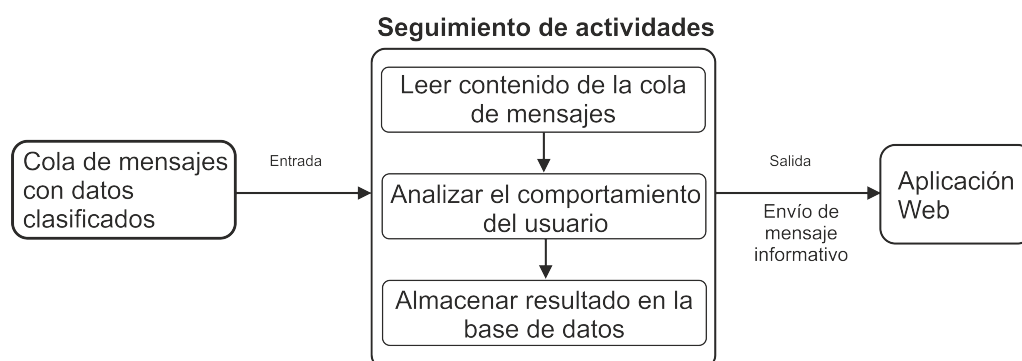 Seguimiento de actividades
Leer contenido de la cola
de mensajes
Cola de mensajes
con datos
clasificados
Entrada
Analizar el comportamiento
del usuario
Almacenar resultado en la
base de datos
Salida
Envío de
mensaje
informativo
Aplicación
Web